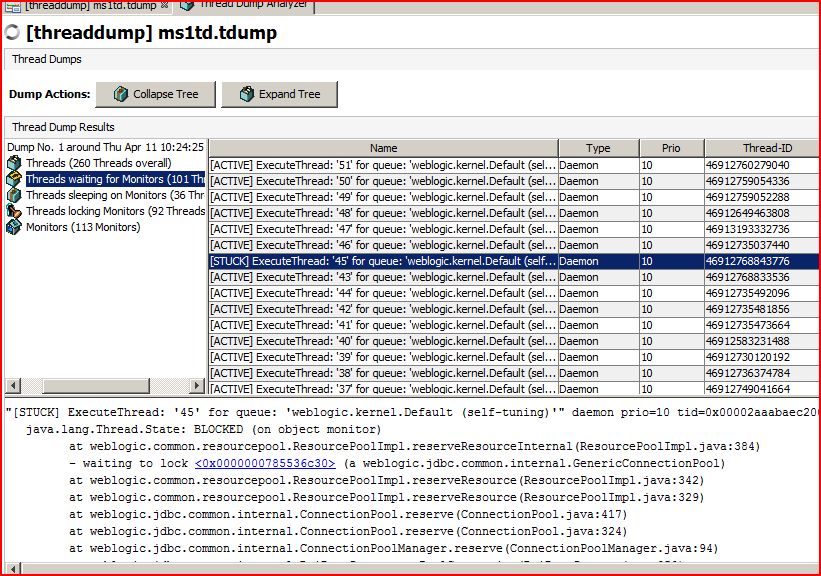 [threaddump] ms1td.tdump Thread Dump Analyzer
[threaddump] ms1td.tdump
Thread Dumps
Dump Actions: Collapse Tree Expand Tree
Thread Dump Results
Dump No. 1 around Thu Apr 11 10:24:25
Threads (260 Threads overall)
Threads waiting for Monitors (101 Thr
Threads sleeping on Monitors (36 Thr
Threads locking Monitors (92 Threads
Monitors (113 Monitors)
Name Type Prio Thread-ID
[ACTIVE] ExecuteThread: '51' for queue: 'weblogic.kernel.Default (sel... Daemon 10 46912760279040
[ACTIVE] ExecuteThread: '50' for queue: 'weblogic.kernel.Default (sel... Daemon 10 46912759054336
[ACTIVE] ExecuteThread: '49' for queue: 'weblogic.kernel.Default (sel... Daemon 10 46912759052288
[ACTIVE] ExecuteThread: '48' for queue: 'weblogic.kernel.Default (sel... Daemon 10 46912649463808
[ACTIVE] ExecuteThread: '47' for queue: 'weblogic.kernel.Default (sel... Daemon 10 46913193332736
[ACTIVE] ExecuteThread: '46' for queue: 'weblogic.kernel.Default (sel... Daemon 10 46912735037440
[STUCK] ExecuteThread: '45' for queue: 'weblogic.kernel.Default (self... Daemon 10 46912768843776
[ACTIVE] ExecuteThread: '43' for queue: 'weblogic.kernel.Default (sel... Daemon 10 46912768833536
[ACTIVE] ExecuteThread: '44' for queue: 'weblogic.kernel.Default (sel... Daemon 10 46912735492096
[ACTIVE] ExecuteThread: '42' for queue: 'weblogic.kernel.Default (sel... Daemon 10 46912735481856
[ACTIVE] ExecuteThread: '41' for queue: 'weblogic.kernel.Default (sel... Daemon 10 46912735473664
[ACTIVE] ExecuteThread: '40' for queue: 'weblogic.kernel.Default (sel... Daemon 10 46912583231488
[ACTIVE] ExecuteThread: '39' for queue: 'weblogic.kernel.Default (sel... Daemon 10 46912730120192
[ACTIVE] ExecuteThread: '38' for queue: 'weblogic.kernel.Default (sel... Daemon 10 46912736374784
[ACTIVE] ExecuteThread: '37' for queue: 'weblogic.kernel.Default (sel... Daemon 10 46912749041664
"[STUCK] ExecuteThread: '45' for queue: 'weblogic.kernel.Default (self-tuning)'" daemon prio=10 tid=0x00002aaabaec200
java.lang.Thread.State: BLOCKED (on object monitor)
at weblogic.common.resourcepool.ResourcePoolImpl.reserveResourceInternal(ResourcePoolImpl.java:384)
- waiting to lock <0x0000000785536c30> (a weblogic.jdbc.common.internal.GenericConnectionPool)
at weblogic.common.resourcepool.ResourcePoolImpl.reserveResource(ResourcePoolImpl.java:342)
at weblogic.common.resourcepool.ResourcePoolImpl.reserveResource(ResourcePoolImpl.java:329)
at weblogic.jdbc.common.internal.ConnectionPool.reserve(ConnectionPool.java:417)
at weblogic.jdbc.common.internal.ConnectionPool.reserve(ConnectionPool.java:324)
at weblogic.jdbc.common.internal.ConnectionPoolManager.reserve(ConnectionPoolManager.java:94)